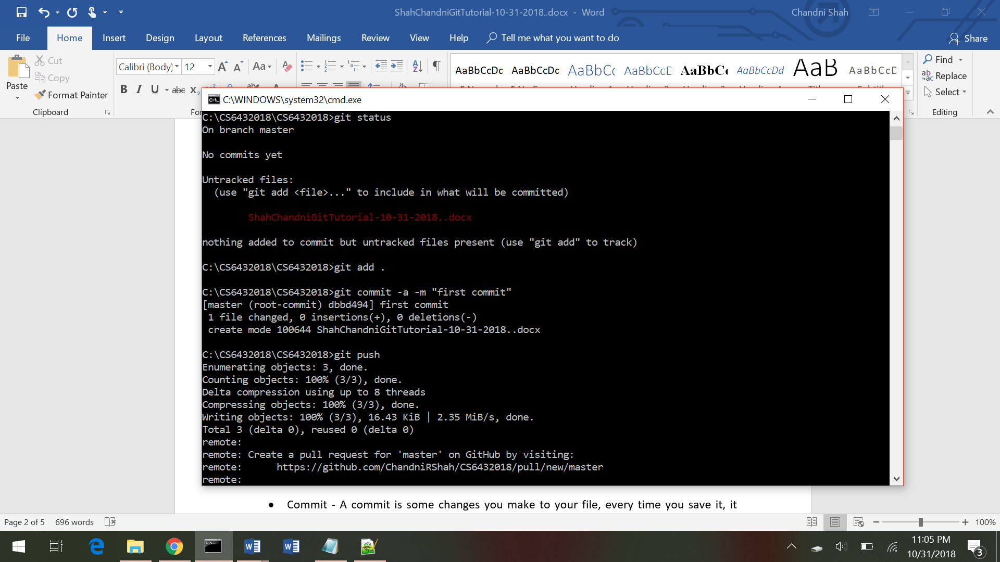 ShahChandniGitTutorial-10-31-2018..docx - Word
Chandni Shah
File Home Insert Design Layout References Mailings Review View Help Tell me what you want to do Share
Cut
Copy
Paste
Format Painter
Clipboard
Calibri (Body) 12
AaBbCcDc AaBbCcDc AaBbCc AaBbCcD AaBbCc AaBbCcDd AaB AaBbCcD
Find
Replace
Select
Editing
C:\WINDOWS\system32\cmd.exe
C:\CS6432018\CS6432018>git status
On branch master
No commits yet
Untracked files:
(use "git add <file>..." to include in what will be committed)
ShahChandniGitTutorial-10-31-2018..docx
nothing added to commit but untracked files present (use "git add" to track)
C:\CS6432018\CS6432018>git add .
C:\CS6432018\CS6432018>git commit -a -m "first commit"
[master (root-commit) dbbd494] first commit
1 file changed, 0 insertions(+), 0 deletions(-)
create mode 100644 ShahChandniGitTutorial-10-31-2018..docx
C:\CS6432018\CS6432018>git push
Enumerating objects: 3, done.
Counting objects: 100% (3/3), done.
Delta compression using up to 8 threads
Compressing objects: 100% (3/3), done.
Writing objects: 100% (3/3), 16.43 KiB | 2.35 MiB/s, done.
Total 3 (delta 0), reused 0 (delta 0)
remote:
remote: Create a pull request for 'master' on GitHub by visiting:
remote:      https://github.com/ChandniRShah/CS6432018/pull/new/master
remote:
• Commit - A commit is some changes you make to your file, every time you save it, it
Page 2 of 5 696 words
100%
11:05 PM
10/31/2018
3